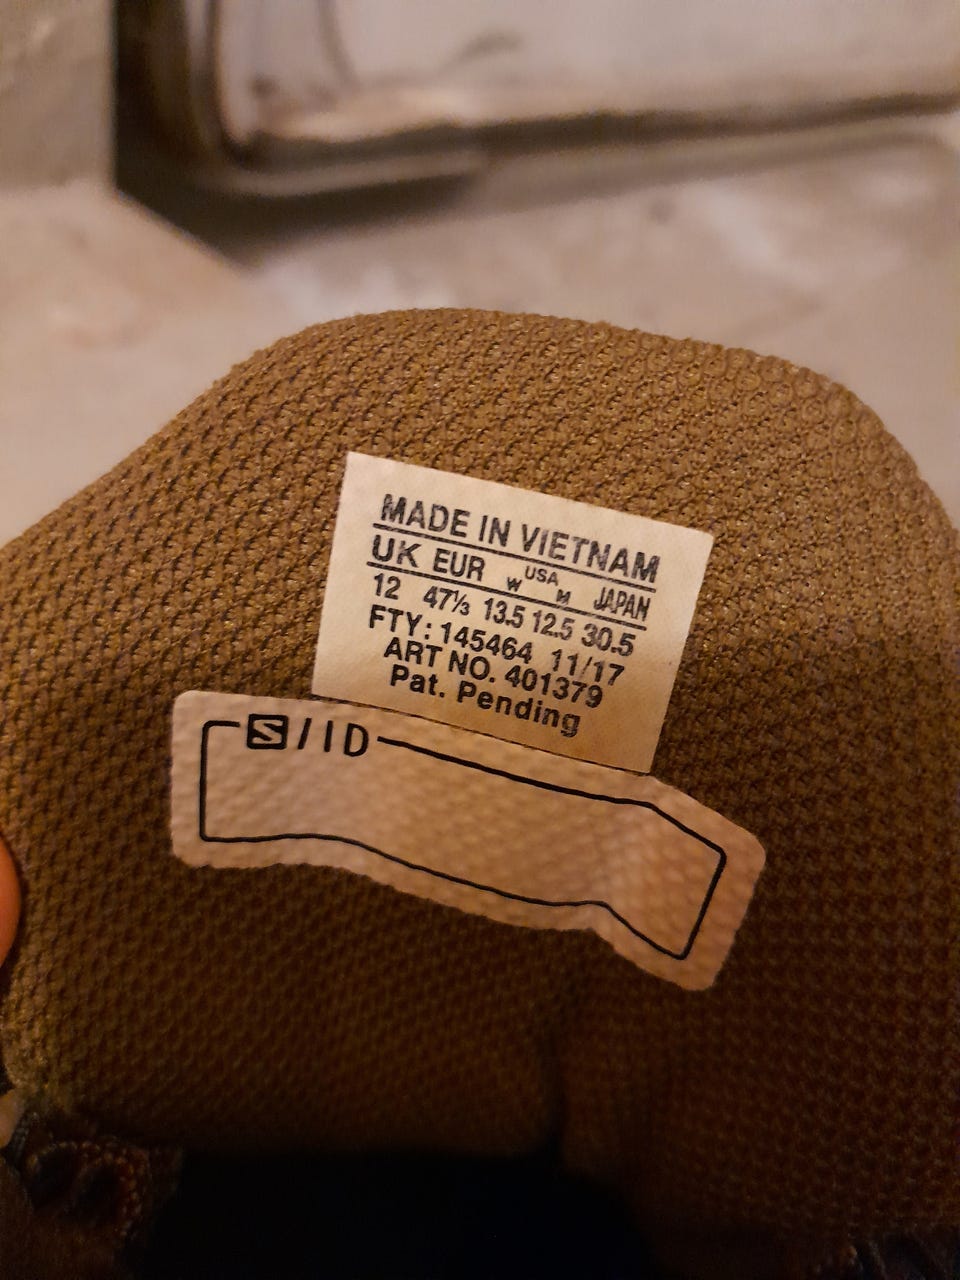 MADE IN VIETNAM
UK EUR W USA M JAPAN
12 47⅓ 13.5 12.5 30.5
FTY: 145464 11/17
ART NO. 401379
Pat. Pending
S/ID